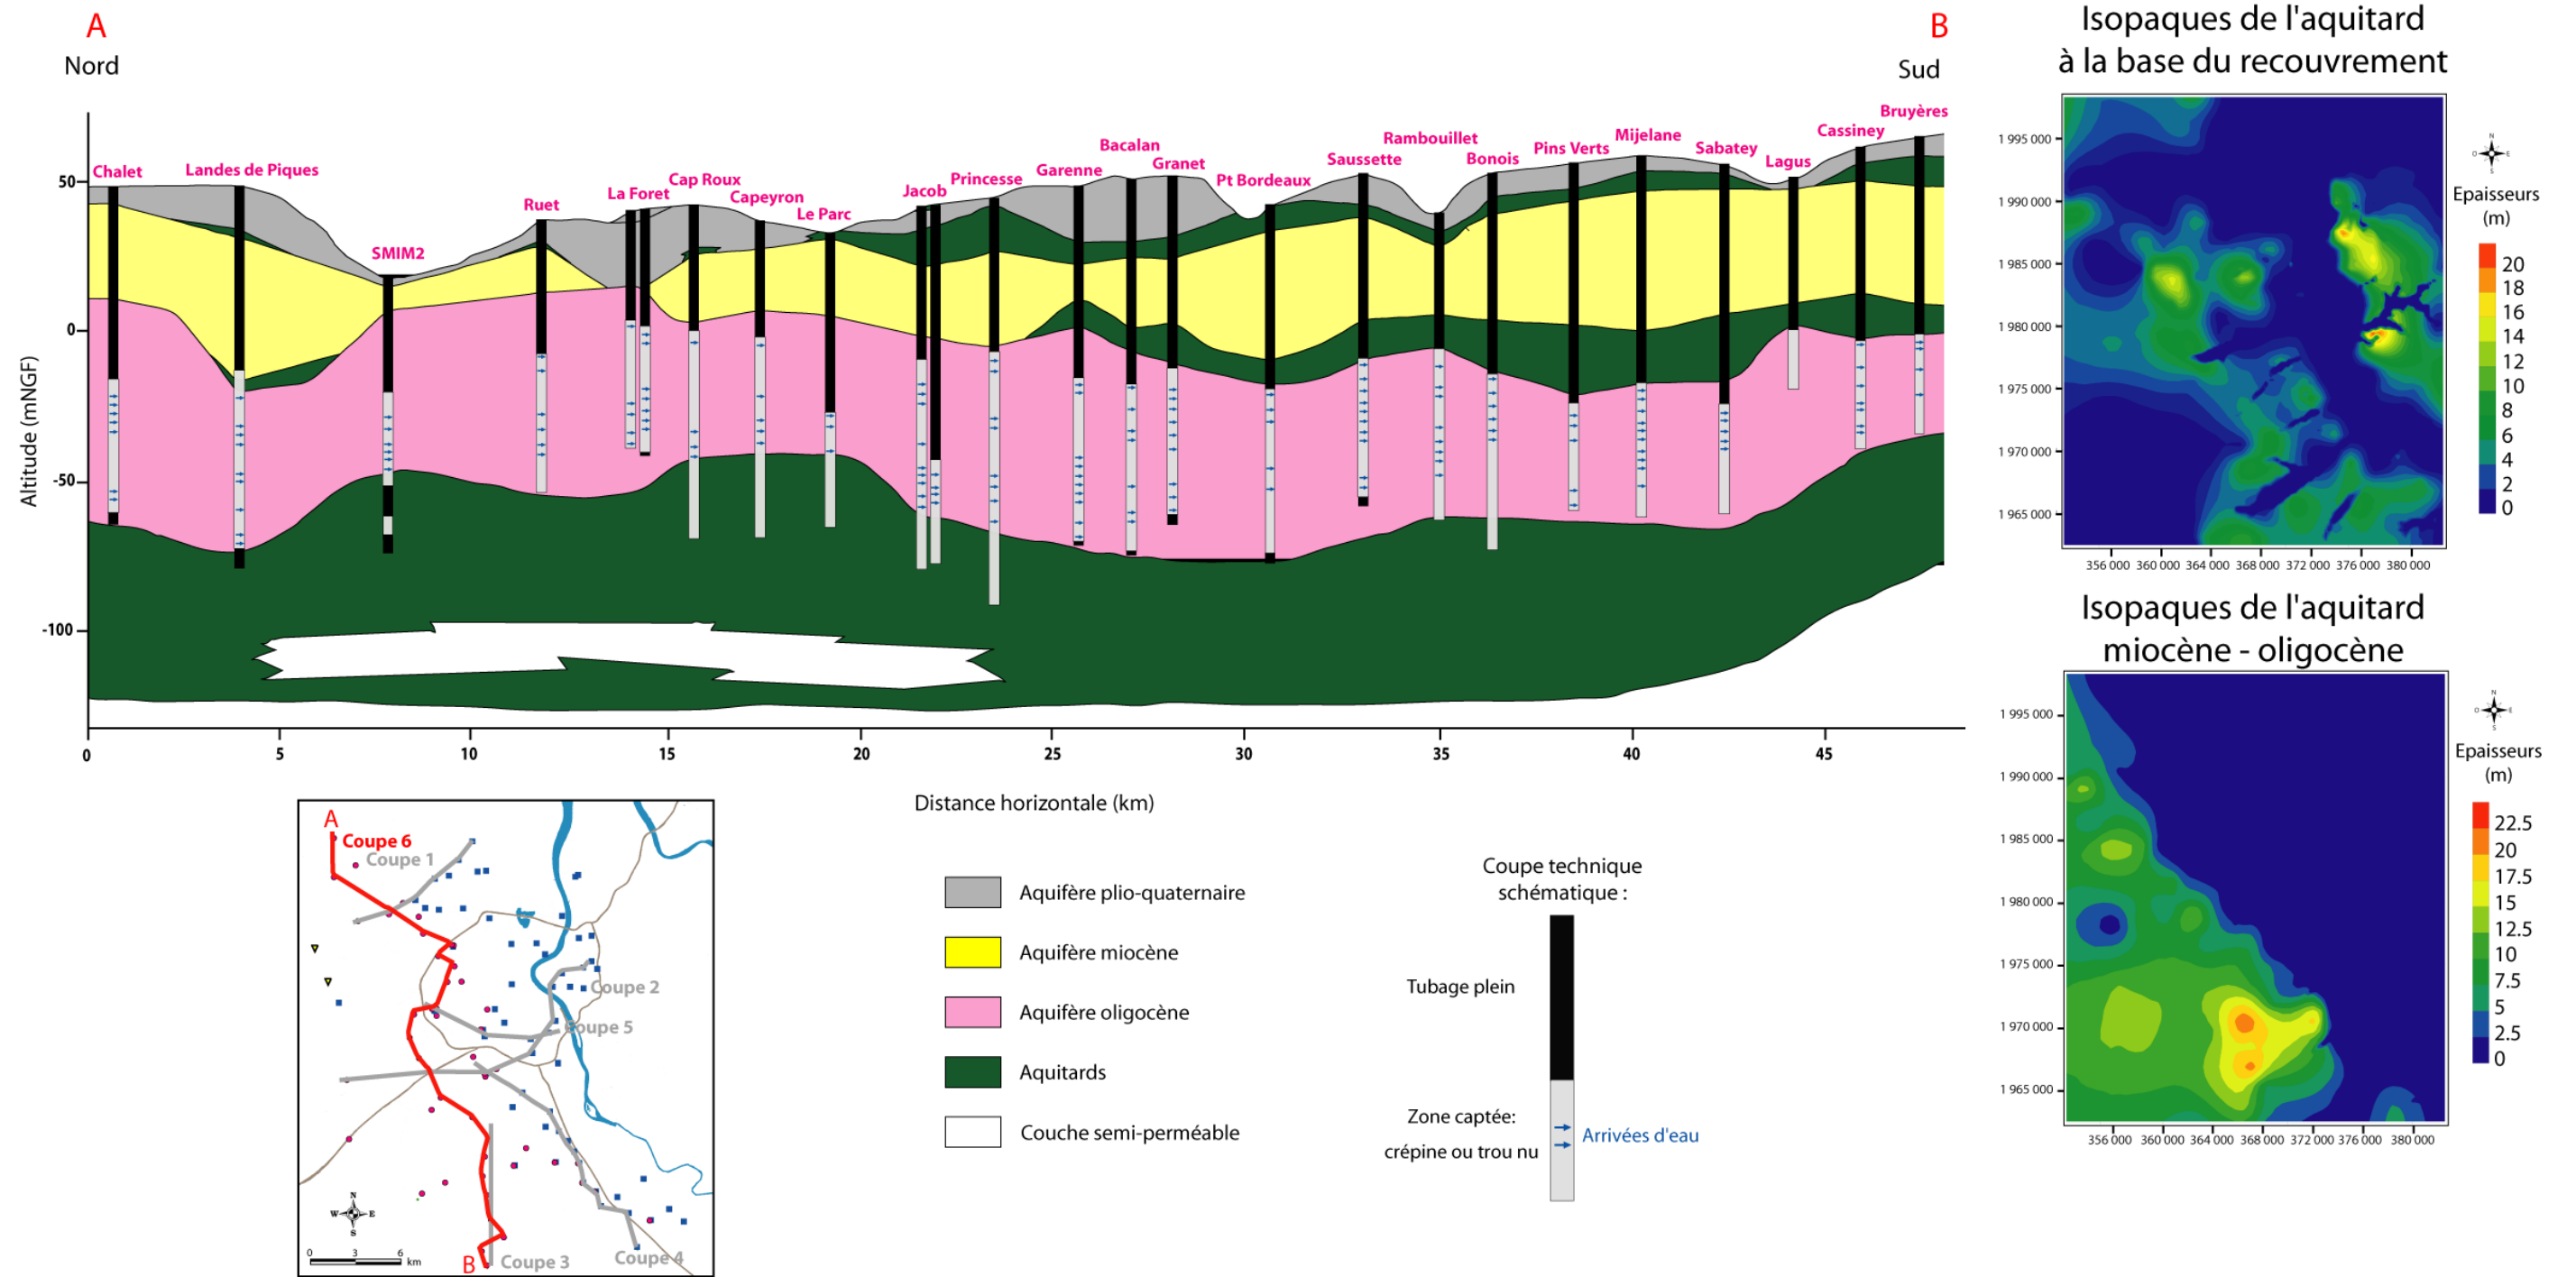 A
Nord
B
Sud
Chalet
Landes de Piques
SMIM2
Ruet
La Foret
Cap Roux
Capeyron
Le Parc
Jacob
Princesse
Garenne
Bacalan
Granet
Pt Bordeaux
Saussette
Rambouillet
Bonois
Pins Verts
Mijelane
Sabatey
Lagus
Cassiney
Bruyères
Altitude (mNGF)
50
0
-50
-100
0
5
10
15
20
25
30
35
40
45
Distance horizontale (km)
Isopaques de l'aquitard
à la base du recouvrement
1 995 000
1 990 000
1 985 000
1 980 000
1 975 000
1 970 000
1 965 000
356 000 360 000 364 000 368 000 372 000 376 000 380 000
N
O E
S
Epaisseurs
(m)
20
18
16
14
12
10
8
6
4
2
0
Isopaques de l'aquitard
miocène - oligocène
1 995 000
1 990 000
1 985 000
1 980 000
1 975 000
1 970 000
1 965 000
356 000 360 000 364 000 368 000 372 000 376 000 380 000
N
O E
S
Epaisseurs
(m)
22.5
20
17.5
15
12.5
10
7.5
5
2.5
0
A
Coupe 6
Coupe 1
Coupe 2
Coupe 5
Coupe 3
Coupe 4
B
N
W E
S
0 3 6 km
Aquifère plio-quaternaire
Aquifère miocène
Aquifère oligocène
Aquitards
Couche semi-perméable
Coupe technique
schématique :
Tubage plein
Zone captée:
crépine ou trou nu
Arrivées d'eau